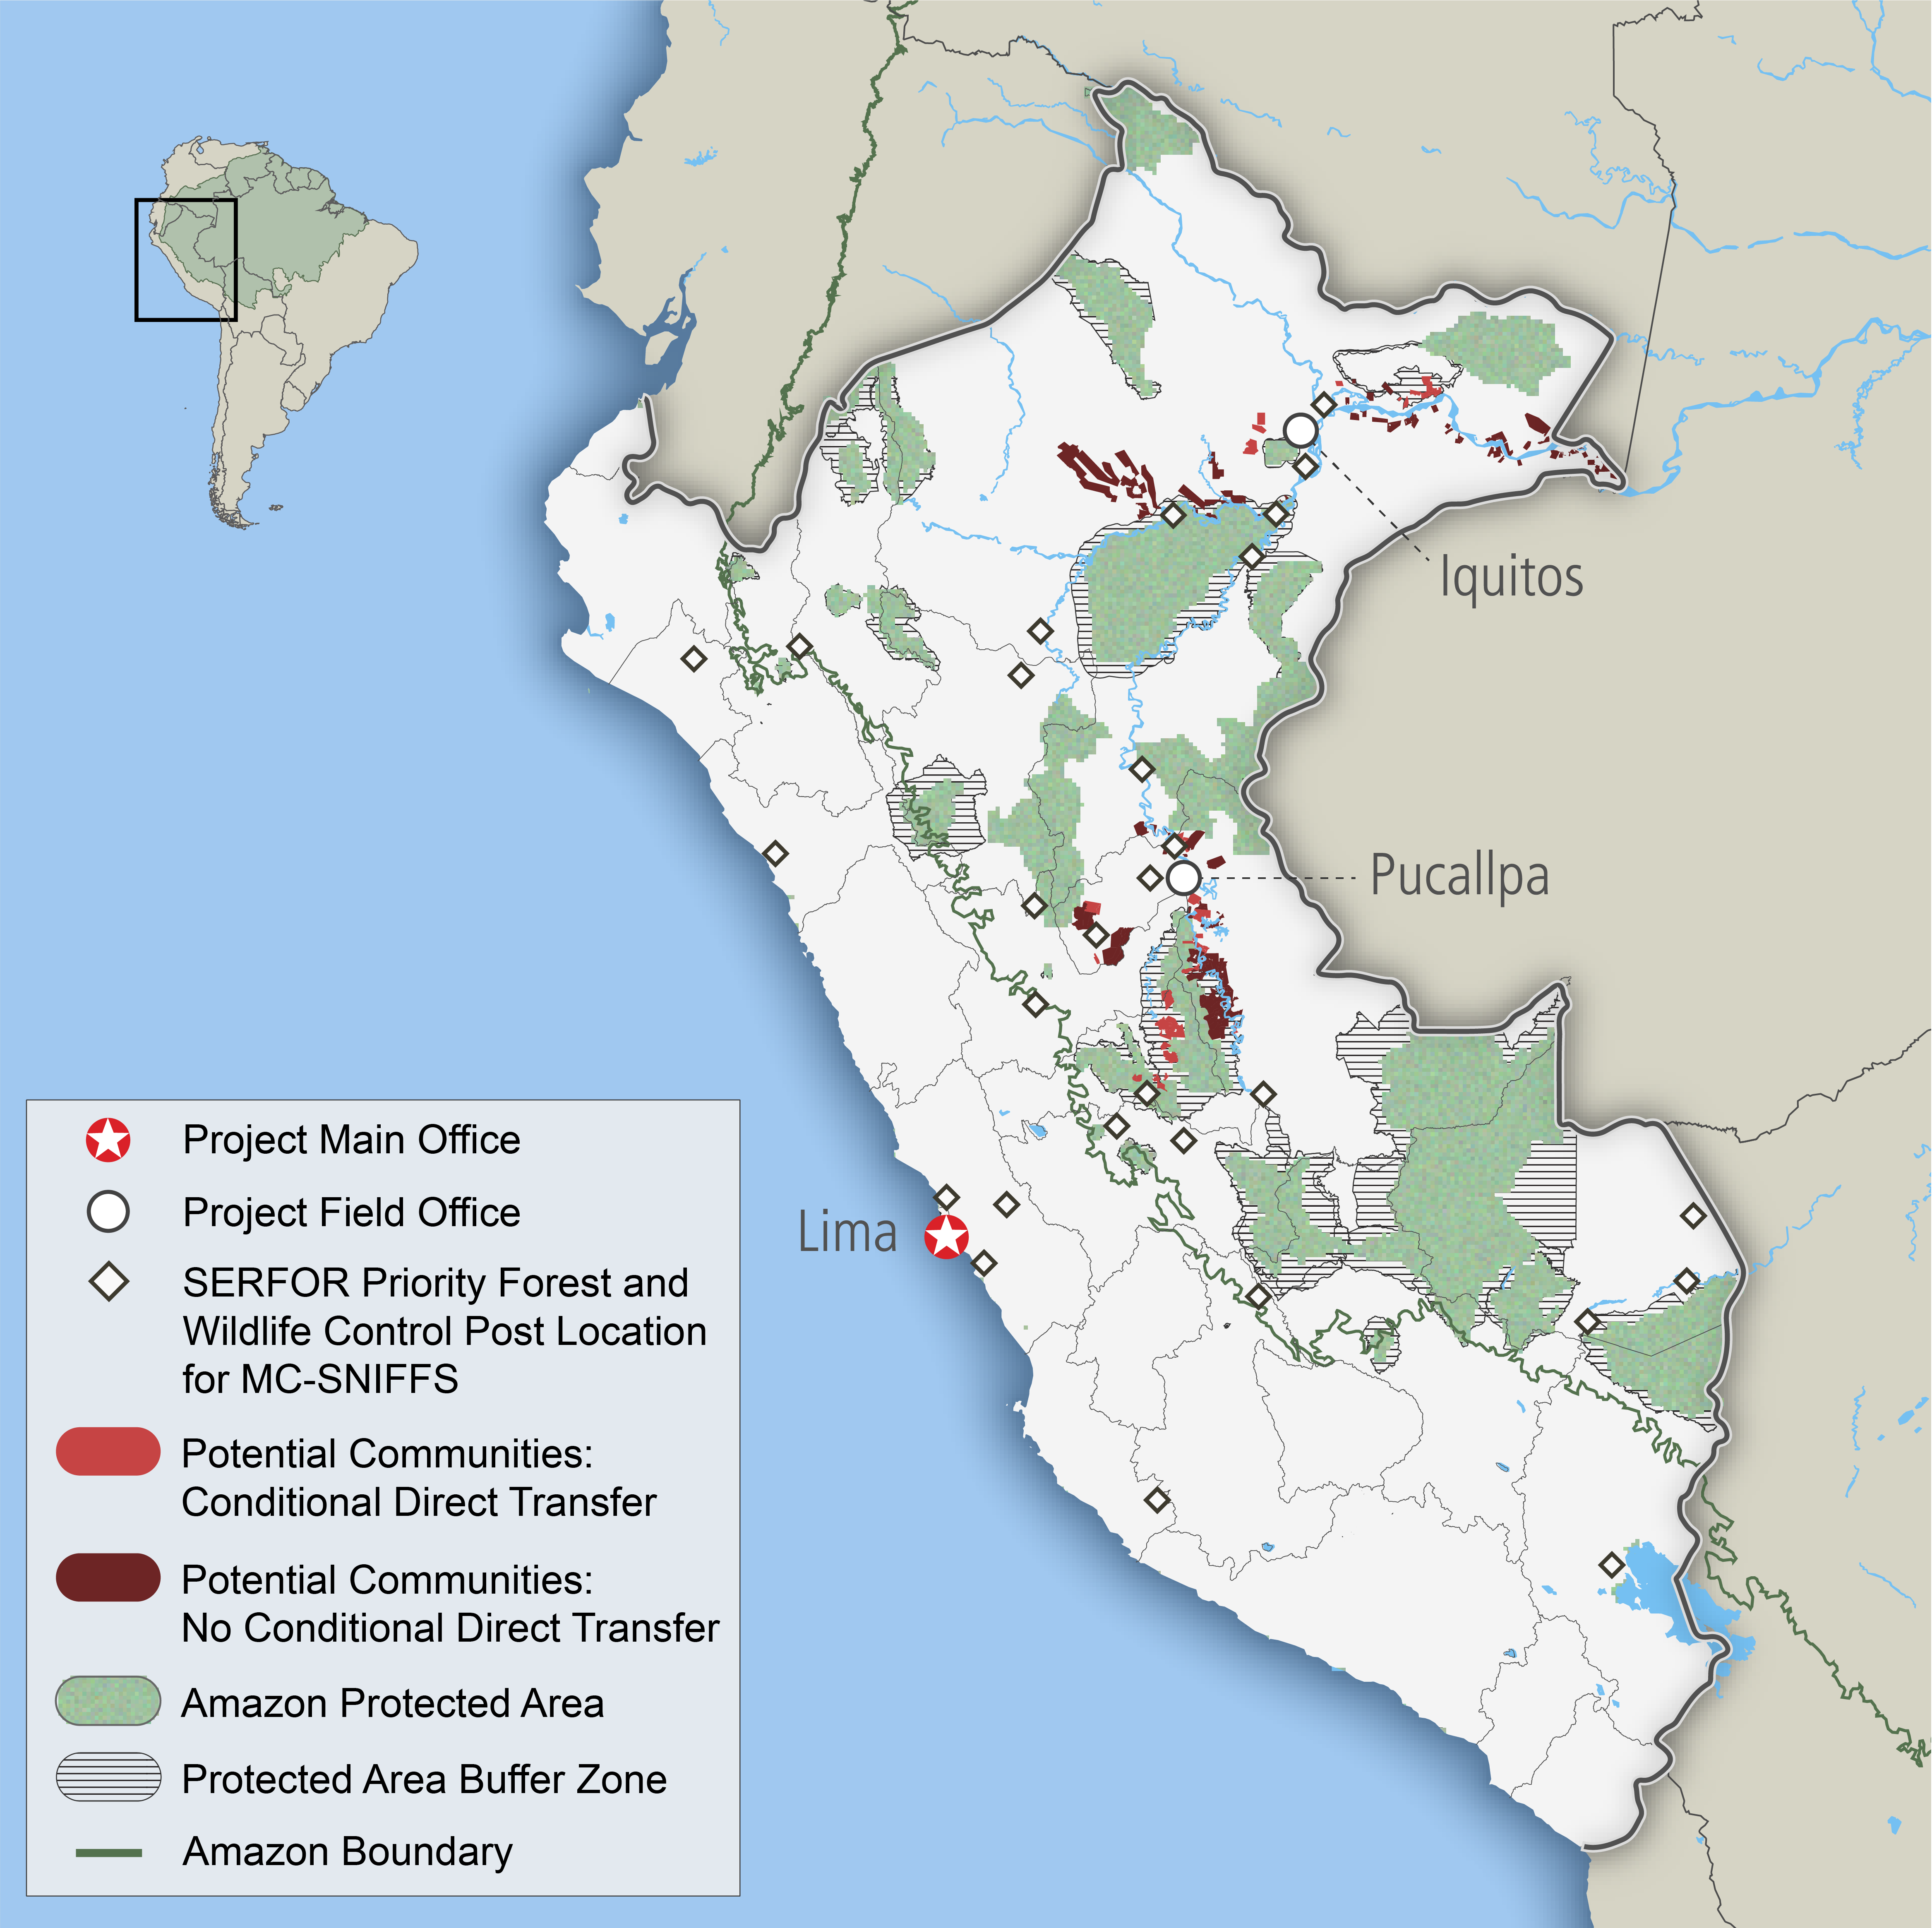 Iquitos
Pucallpa
Lima
Project Main Office
Project Field Office
SERFOR Priority Forest and
Wildlife Control Post Location
for MC-SNIFFS
Potential Communities:
Conditional Direct Transfer
Potential Communities:
No Conditional Direct Transfer
Amazon Protected Area
Protected Area Buffer Zone
Amazon Boundary